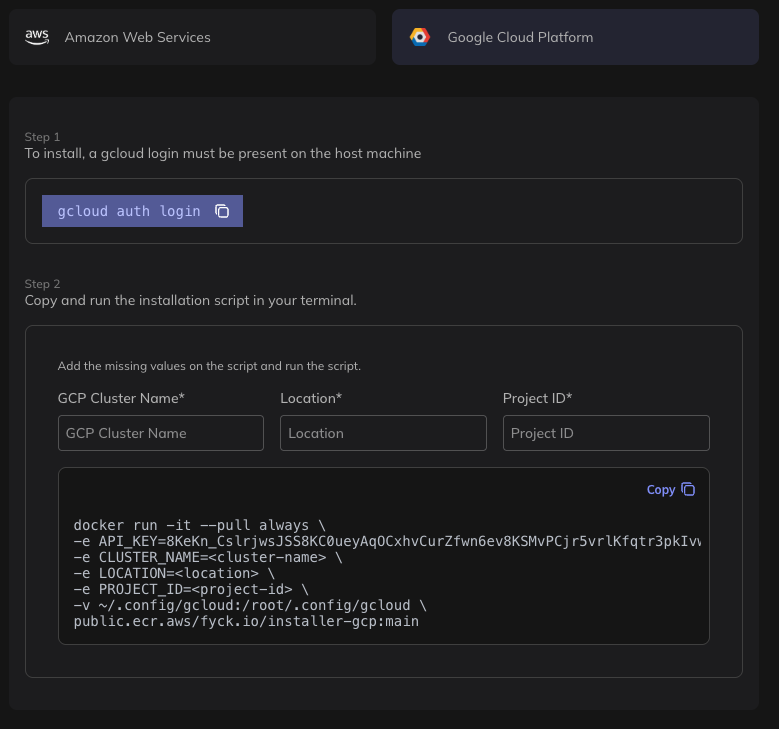 aws
Amazon Web Services
Google Cloud Platform
Step 1
To install, a gcloud login must be present on the host machine
gcloud auth login
Step 2
Copy and run the installation script in your terminal.
Add the missing values on the script and run the script.
GCP Cluster Name* Location* Project ID*
GCP Cluster Name Location Project ID
Copy
docker run -it --pull always \
-e API_KEY=8KeKn_CslrjwsJSS8KC0ueyAqOCxhvCurZfwn6ev8KSMvPCjr5vrlKfqtr3pkIvw
-e CLUSTER_NAME=<cluster-name> \
-e LOCATION=<location> \
-e PROJECT_ID=<project-id> \
-v ~/.config/gcloud:/root/.config/gcloud \
public.ecr.aws/fyck.io/installer-gcp:main